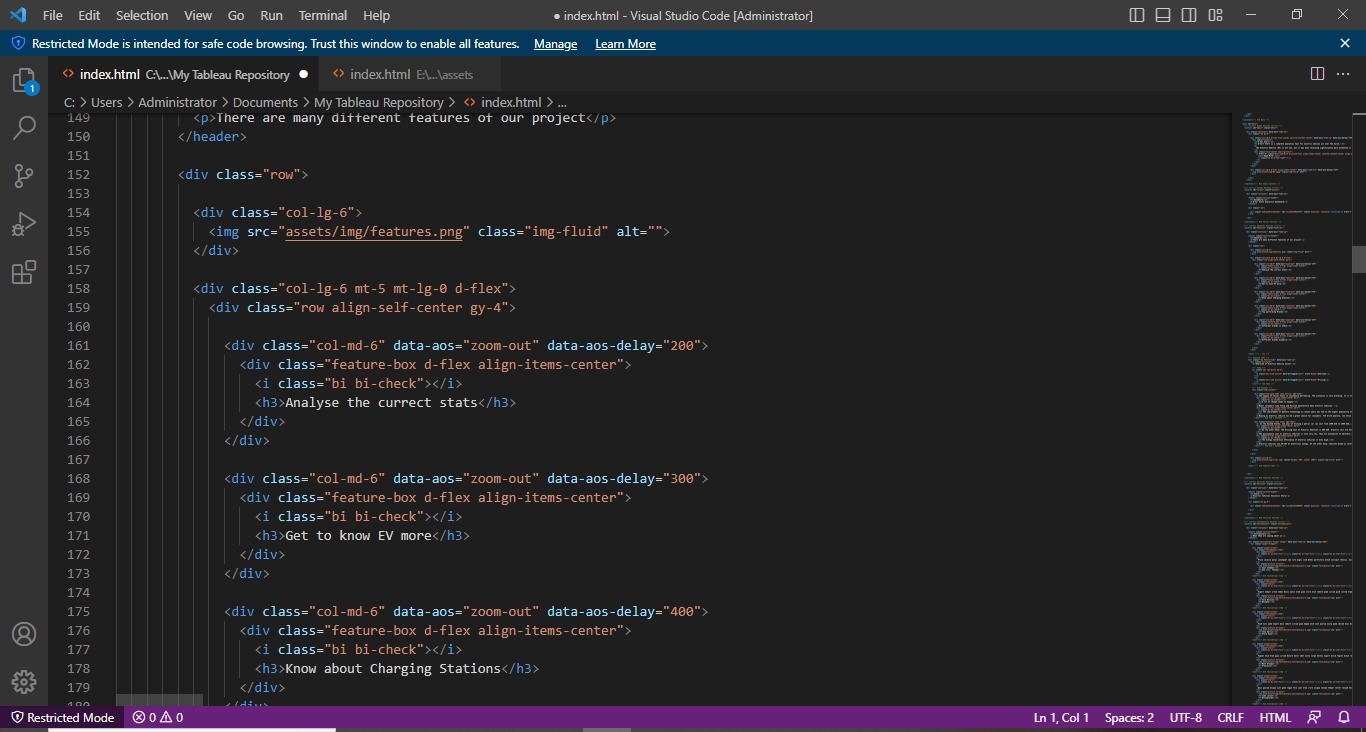 File Edit Selection View Go Run Terminal Help ● index.html - Visual Studio Code [Administrator]
Restricted Mode is intended for safe code browsing. Trust this window to enable all features. Manage Learn More
index.html C:\...\My Tableau Repository ● index.html E:\...\assets
1
C: > Users > Administrator > Documents > My Tableau Repository > index.html > ...
149 <p>There are many different features of our project</p>
150 </header>
151
152 <div class="row">
153
154 <div class="col-lg-6">
155 <img src="assets/img/features.png" class="img-fluid" alt="">
156 </div>
157
158 <div class="col-lg-6 mt-5 mt-lg-0 d-flex">
159 <div class="row align-self-center gy-4">
160
161 <div class="col-md-6" data-aos="zoom-out" data-aos-delay="200">
162 <div class="feature-box d-flex align-items-center">
163 <i class="bi bi-check"></i>
164 <h3>Analyse the currect stats</h3>
165 </div>
166 </div>
167
168 <div class="col-md-6" data-aos="zoom-out" data-aos-delay="300">
169 <div class="feature-box d-flex align-items-center">
170 <i class="bi bi-check"></i>
171 <h3>Get to know EV more</h3>
172 </div>
173 </div>
174
175 <div class="col-md-6" data-aos="zoom-out" data-aos-delay="400">
176 <div class="feature-box d-flex align-items-center">
177 <i class="bi bi-check"></i>
178 <h3>Know about Charging Stations</h3>
179 </div>
180 </div>
Restricted Mode 0 0 Ln 1, Col 1 Spaces: 2 UTF-8 CRLF HTML